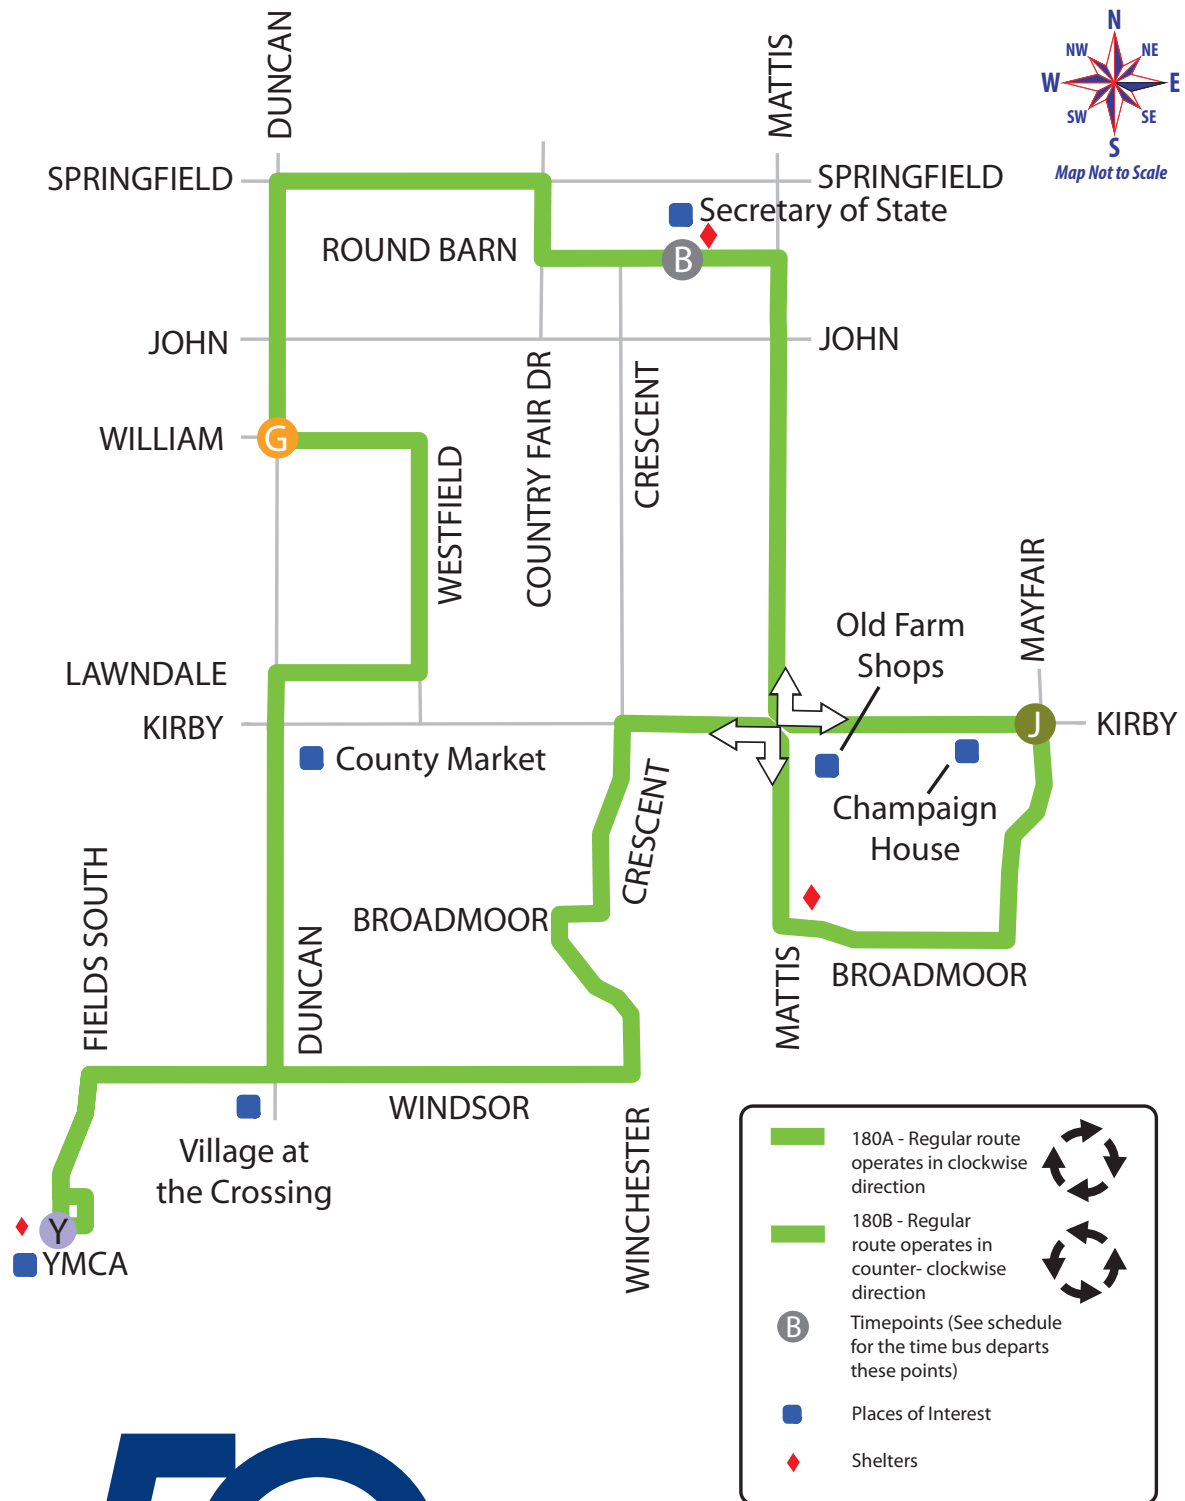 DUNCAN
MATTIS
N
NW
NE
W
E
SW
SE
S
Map Not to Scale
SPRINGFIELD
SPRINGFIELD
Secretary of State
ROUND BARN
B
JOHN
JOHN
COUNTRY FAIR DR
CRESCENT
WILLIAM
G
WESTFIELD
MAYFAIR
Old Farm
Shops
LAWNDALE
KIRBY
J
KIRBY
County Market
CRESCENT
Champaign
House
FIELDS SOUTH
BROADMOOR
DUNCAN
MATTIS
BROADMOOR
WINDSOR
WINCHESTER
Village at
the Crossing
Y
YMCA
180A - Regular route
operates in clockwise
direction
180B - Regular
route operates in
counter- clockwise
direction
B
Timepoints (See schedule
for the time bus departs
these points)
Places of Interest
Shelters
50